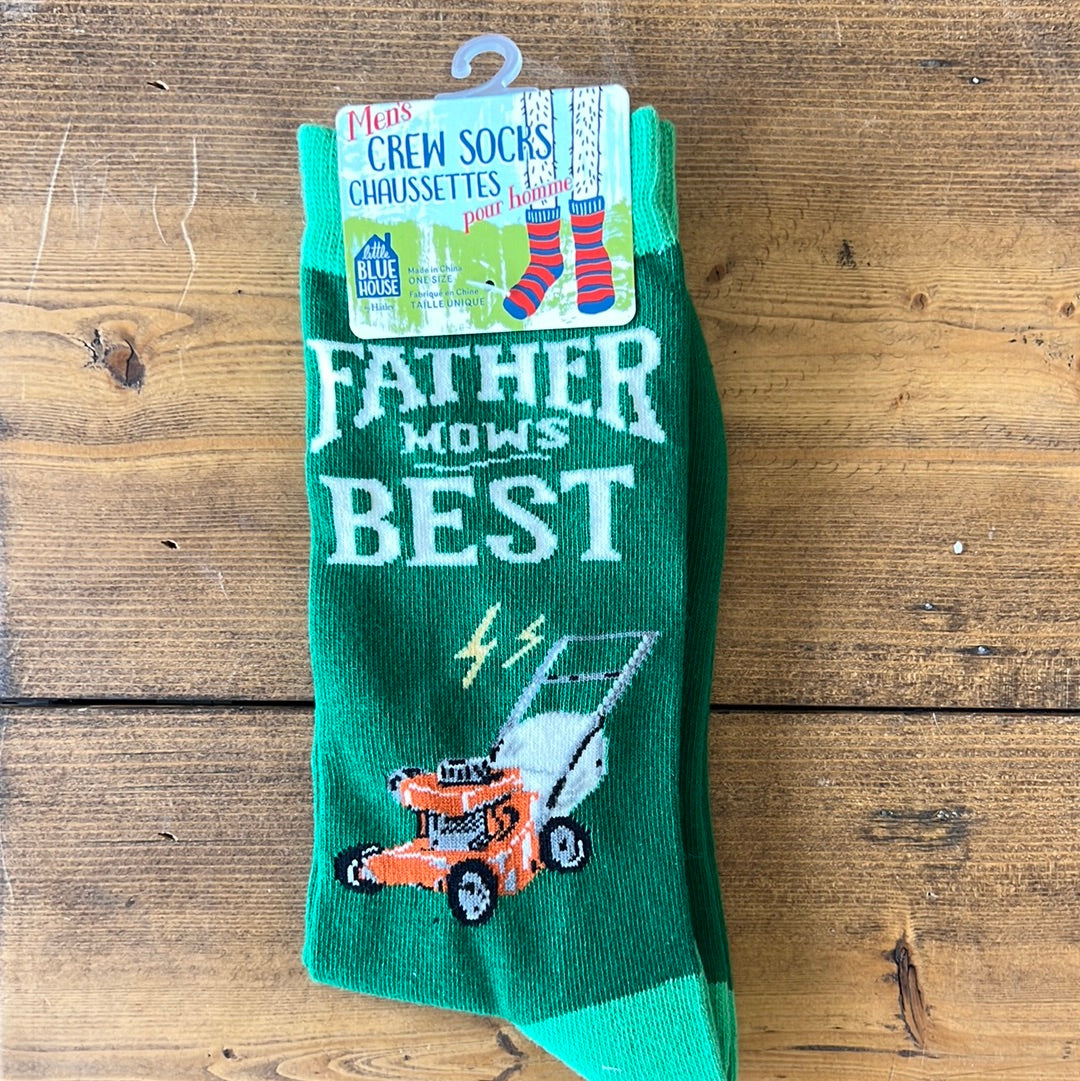 Men's
CREW SOCKS
CHAUSSETTES
pour homme
little
BLUE
HOUSE
by Hatley
Made in China
ONE SIZE
Fabriqué en Chine
TAILLE UNIQUE
FATHER
MOWS
BEST